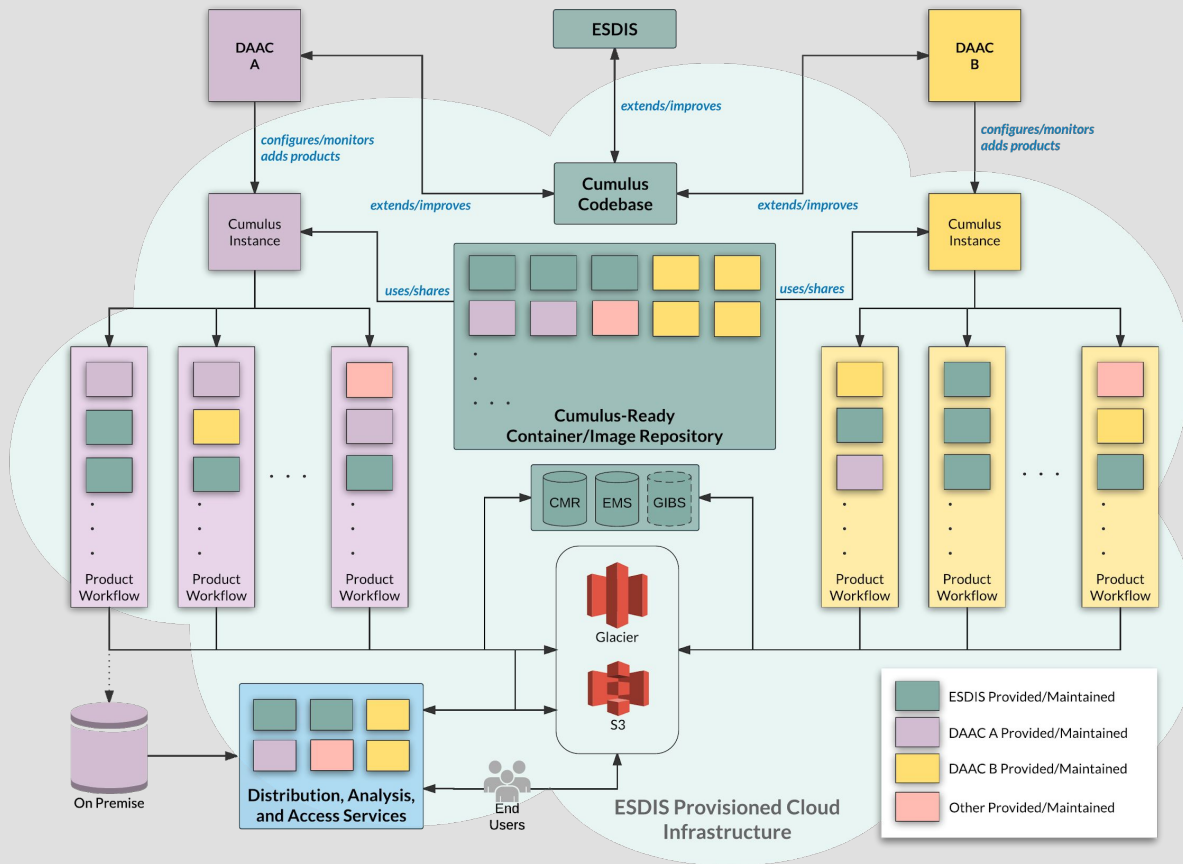 DAAC
A
ESDIS
DAAC
B
extends/improves
configures/monitors
adds products
configures/monitors
adds products
Cumulus
Codebase
extends/improves
extends/improves
Cumulus
Instance
Cumulus
Instance
uses/shares
uses/shares
Cumulus-Ready
Container/Image Repository
CMR
EMS
GIBS
Product
Workflow
Product
Workflow
Product
Workflow
Product
Workflow
Product
Workflow
Product
Workflow
Glacier
S3
On Premise
Distribution, Analysis,
and Access Services
End
Users
ESDIS Provisioned Cloud
Infrastructure
ESDIS Provided/Maintained
DAAC A Provided/Maintained
DAAC B Provided/Maintained
Other Provided/Maintained